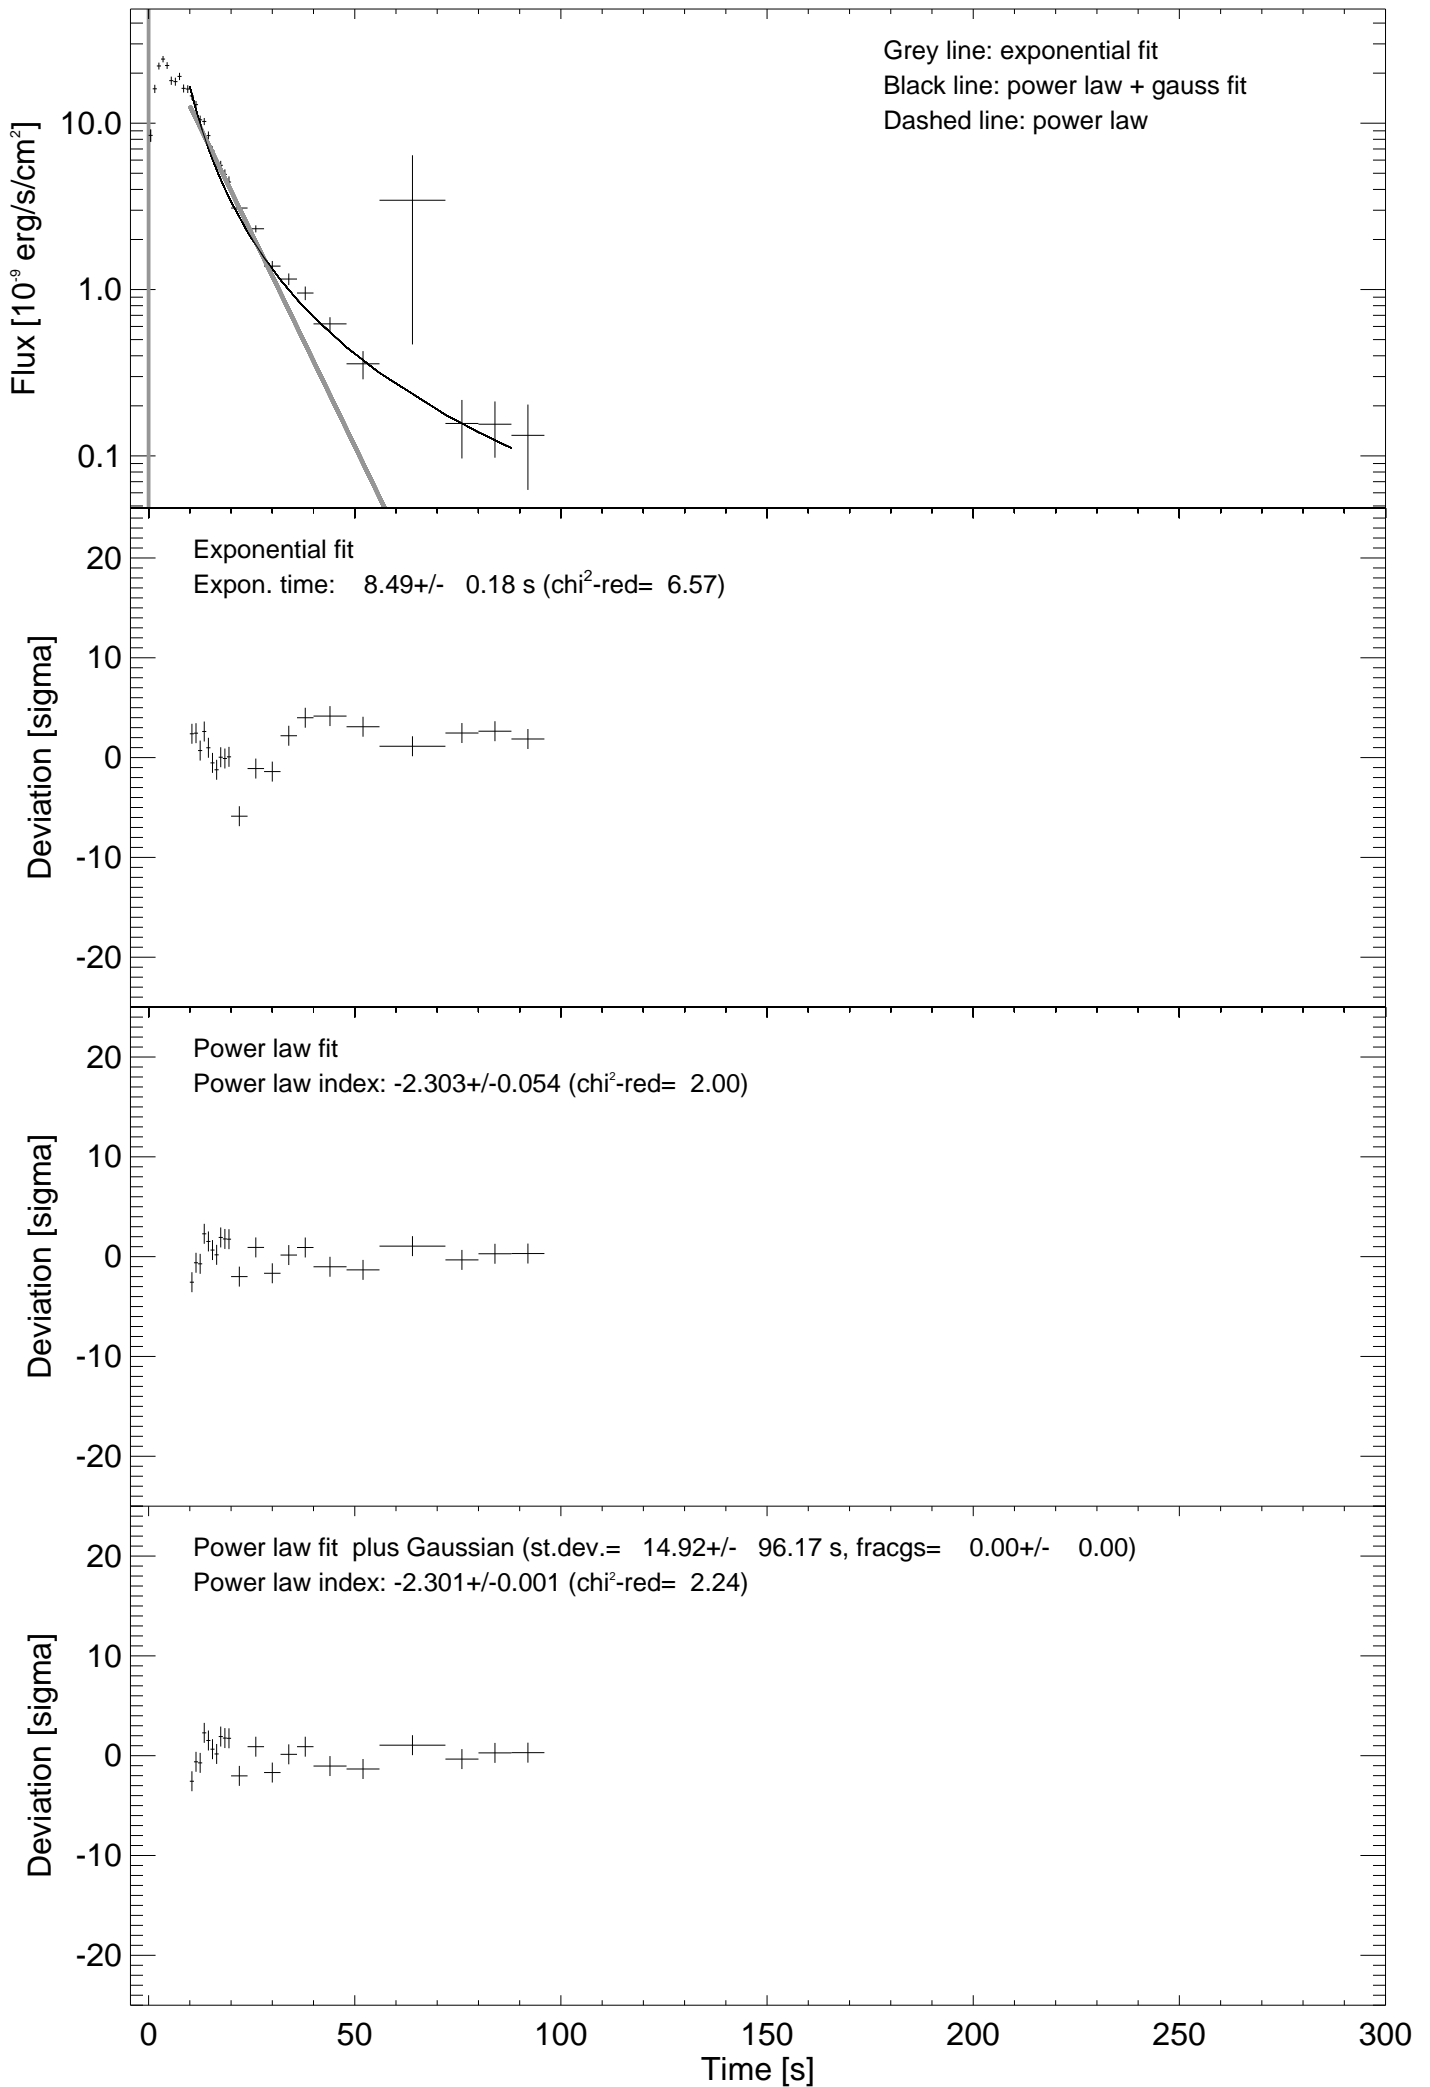 Grey line: exponential fit
Black line: power law + gauss fit
Dashed line: power law
Flux [10⁻⁹ erg/s/cm²]
10.0
1.0
0.1
Exponential fit
Expon. time: 8.49+/- 0.18 s (chi²-red= 6.57)
Deviation [sigma]
20
10
0
-10
-20
Power law fit
Power law index: -2.303+/-0.054 (chi²-red= 2.00)
Deviation [sigma]
20
10
0
-10
-20
Power law fit plus Gaussian (st.dev.= 14.92+/- 96.17 s, fracgs= 0.00+/- 0.00)
Power law index: -2.301+/-0.001 (chi²-red= 2.24)
Deviation [sigma]
20
10
0
-10
-20
0 50 100 150 200 250 300
Time [s]